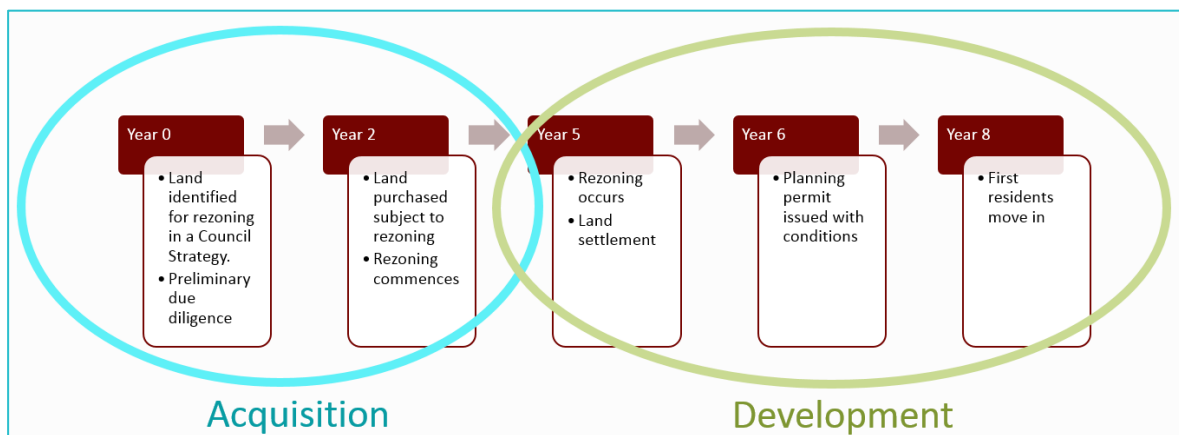 Year 0
• Land
identified
for rezoning
in a Council
Strategy.
• Preliminary
due
diligence
Year 2
• Land
purchased
subject to
rezoning
• Rezoning
commences
Year 5
• Rezoning
occurs
• Land
settlement
Year 6
• Planning
permit
issued with
conditions
Year 8
• First
residents
move in
Acquisition
Development